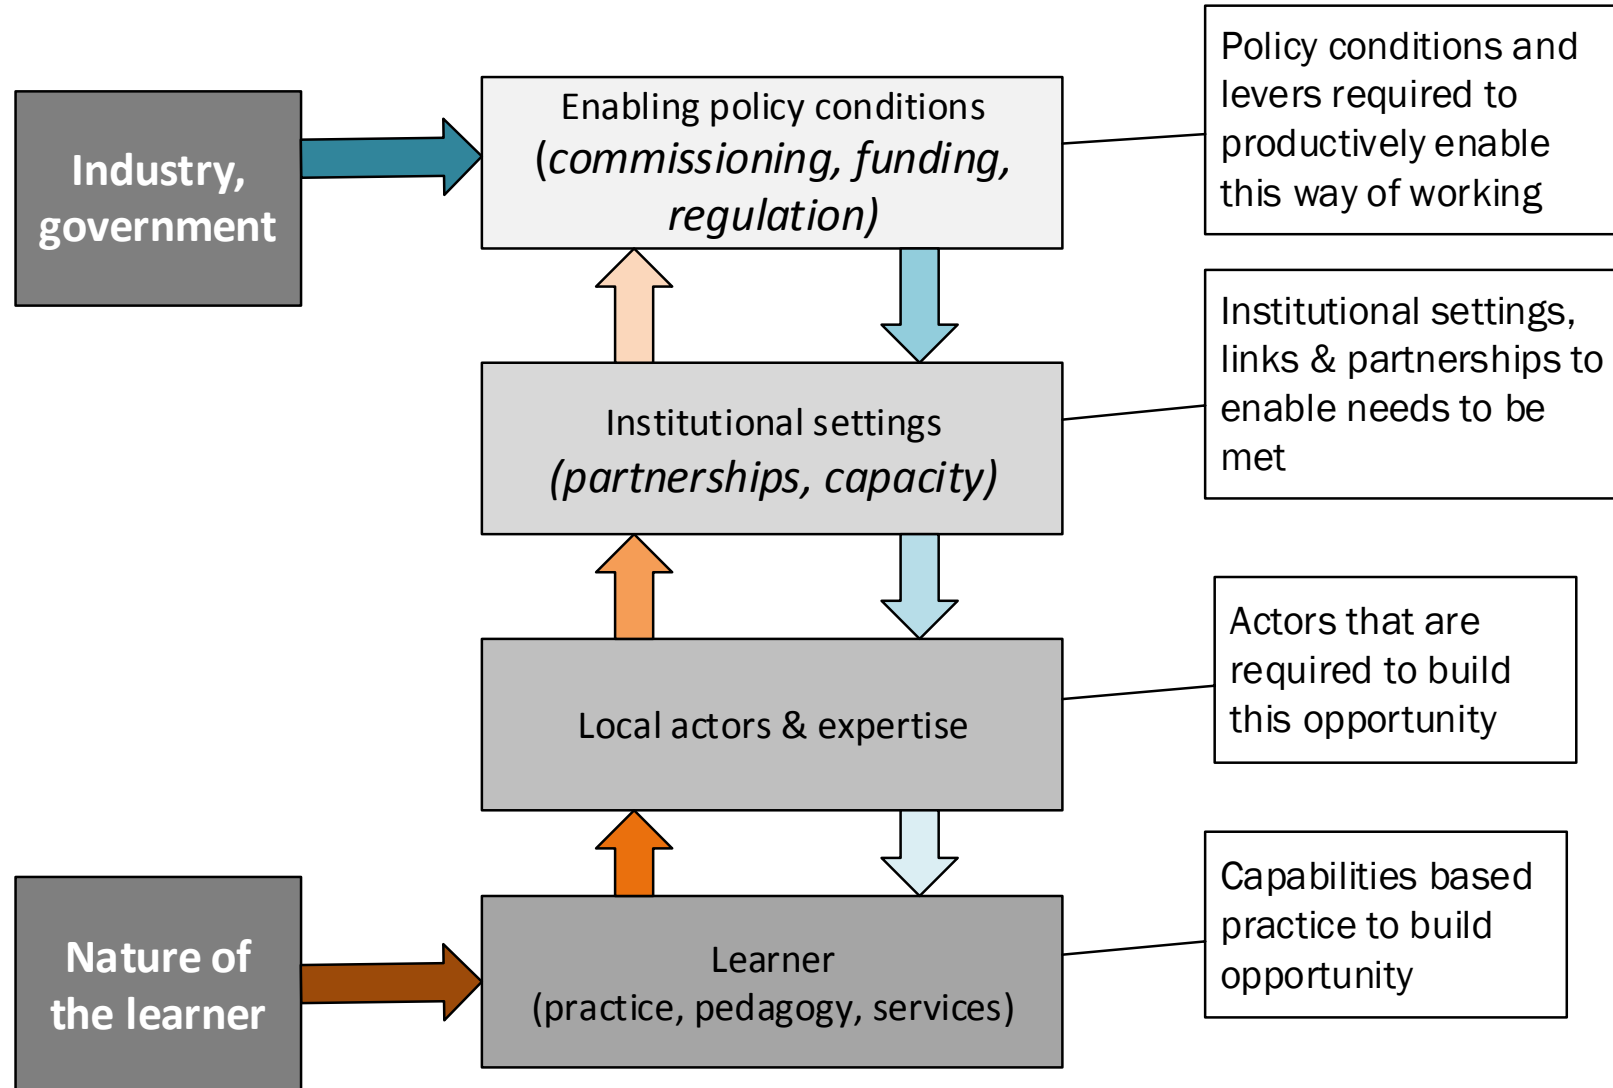 Industry,
government
Enabling policy conditions
(commissioning, funding,
regulation)
Policy conditions and
levers required to
productively enable
this way of working
Institutional settings
(partnerships, capacity)
Institutional settings,
links & partnerships to
enable needs to be
met
Local actors & expertise
Actors that are
required to build
this opportunity
Nature of
the learner
Learner
(practice, pedagogy, services)
Capabilities based
practice to build
opportunity